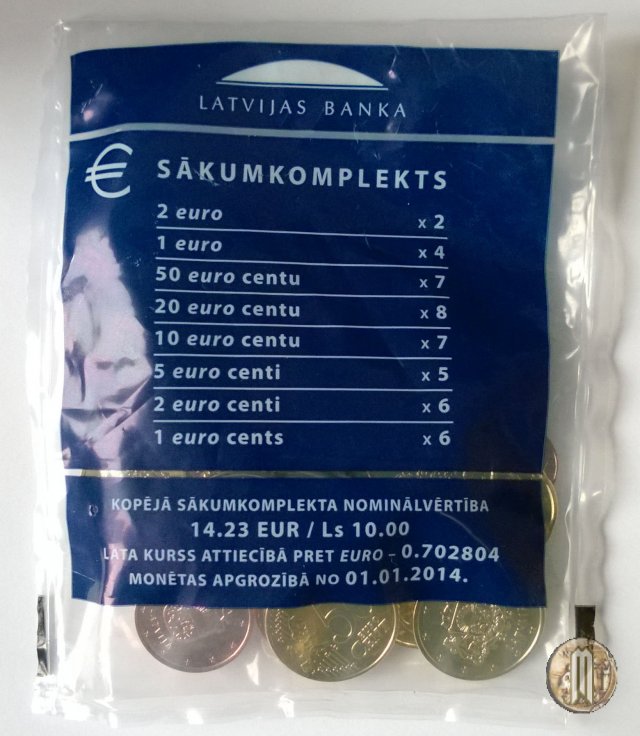 LATVIJAS BANKA
€ SĀKUMKOMPLEKTS
2 euro x 2
1 euro x 4
50 euro centu x 7
20 euro centu x 8
10 euro centu x 7
5 euro centi x 5
2 euro centi x 6
1 euro cents x 6
KOPĒJĀ SĀKUMKOMPLEKTA NOMINĀLVĒRTĪBA
14.23 EUR / Ls 10.00
LATA KURSS ATTIECĪBĀ PRET EURO – 0.702804
MONĒTAS APGROZĪBĀ NO 01.01.2014.
LATVIJA
5
M